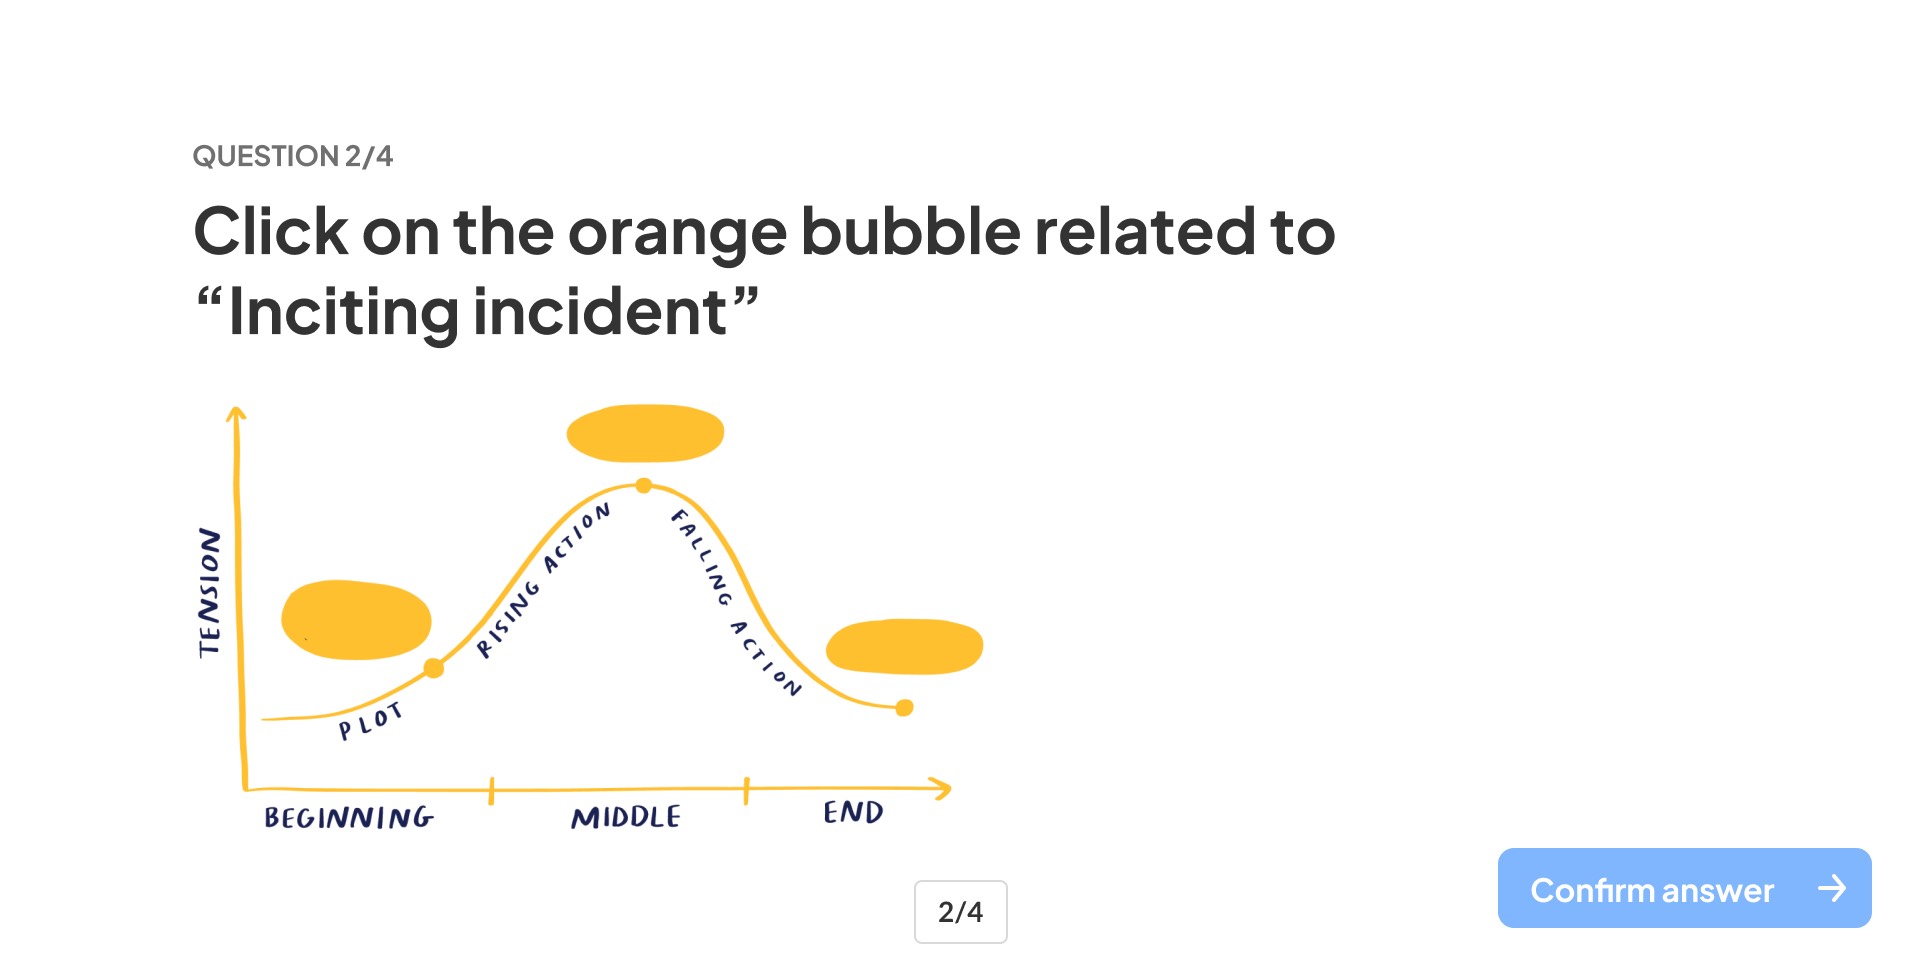 QUESTION 2/4
Click on the orange bubble related to
“Inciting incident”
TENSION
PLOT
RISING ACTION
FALLING ACTION
BEGINNING
MIDDLE
END
2/4
Confirm answer